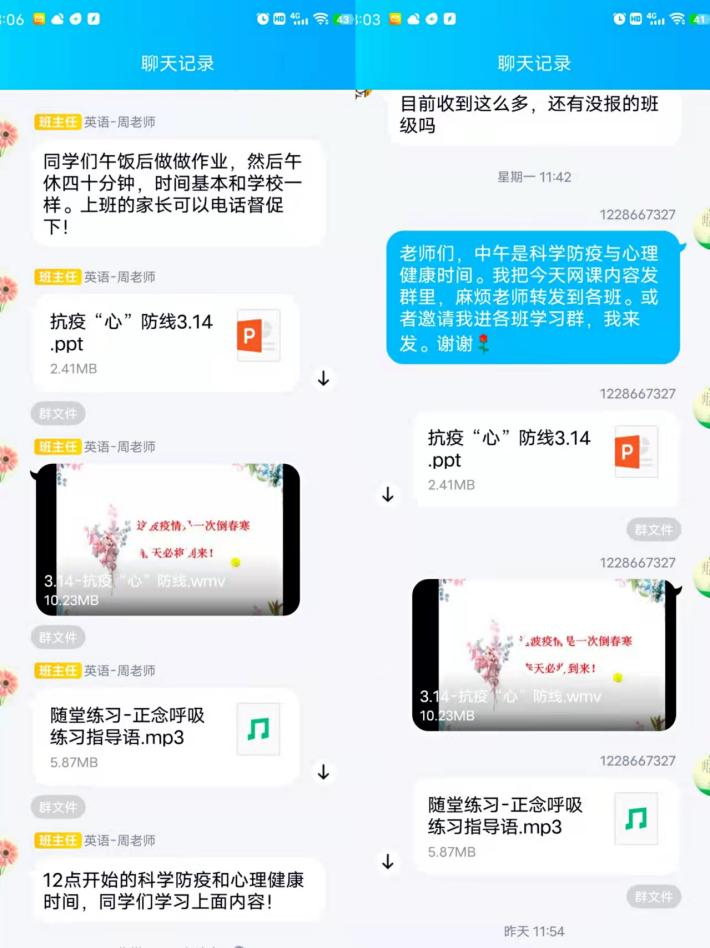 8:06
4G
HD
43
聊天记录
班主任 英语-周老师
同学们午饭后做做作业，然后午
休四十分钟，时间基本和学校一
样。上班的家长可以电话督促
下！
班主任 英语-周老师
抗疫“心”防线3.14
.ppt
P
2.41MB
群文件
班主任 英语-周老师
疫情
一次倒春寒
天必将到来！
3.14-抗疫“心”防线.wmv
10.23MB
群文件
班主任 英语-周老师
随堂练习-正念呼吸
练习指导语.mp3
5.87MB
群文件
班主任 英语-周老师
12点开始的科学防疫和心理健康
时间，同学们学习上面内容！
:03
HD
4G
41
聊天记录
目前收到这么多，还有没报的班
级吗
星期一 11:42
1228667327
老师们，中午是科学防疫与心理
健康时间。我把今天网课内容发
群里，麻烦老师转发到各班。或
者邀请我进各班学习群，我来
发。谢谢🌹
1228667327
抗疫“心”防线3.14
.ppt
P
2.41MB
群文件
1228667327
波疫情是一次倒春寒
春天必将到来！
3.14-抗疫“心”防线.wmv
10.23MB
1228667327
随堂练习-正念呼吸
练习指导语.mp3
5.87MB
群文件
昨天 11:54